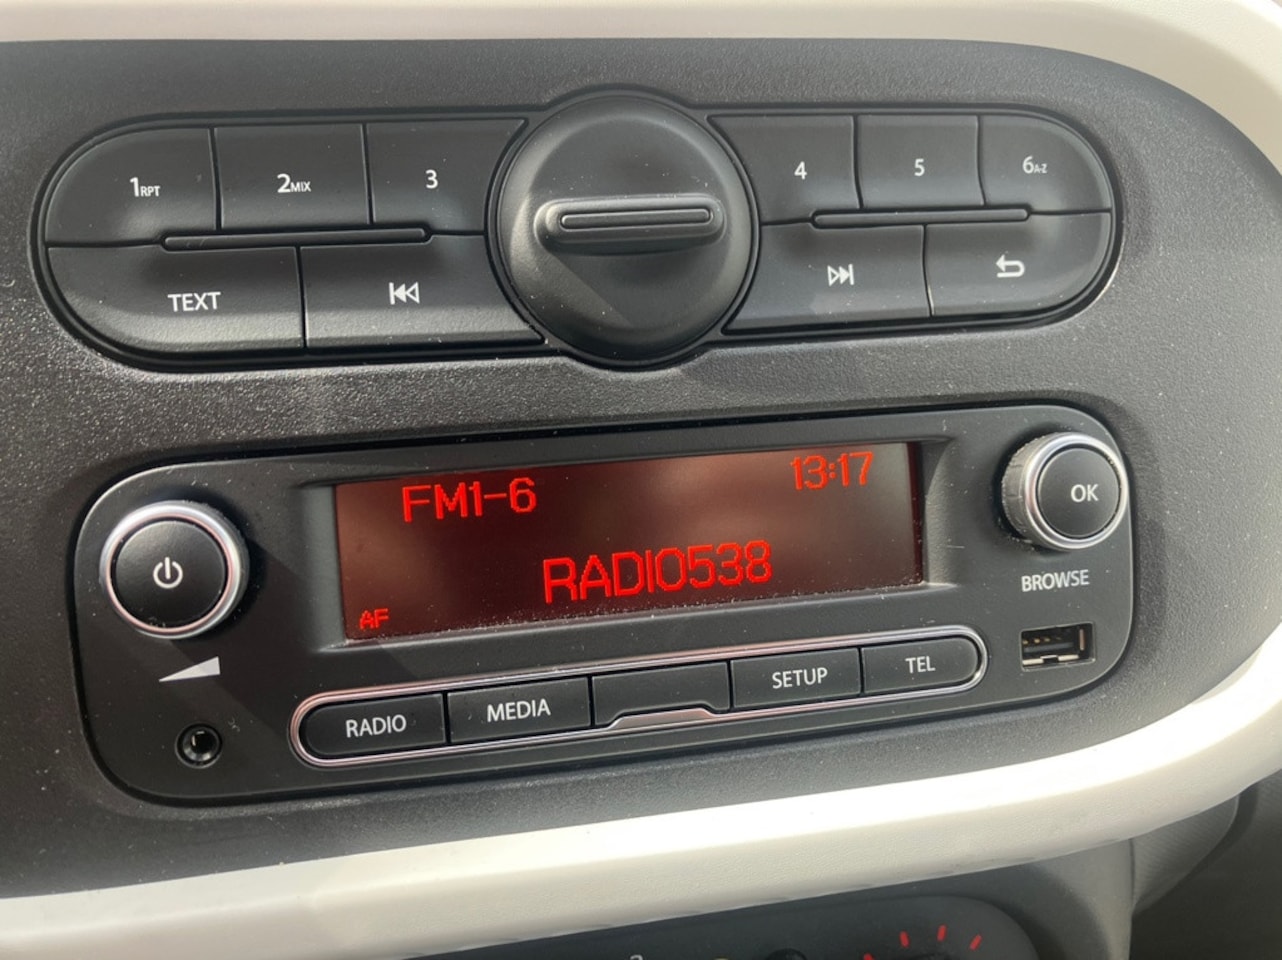 1RPT 2MIX 3 4 5 6A-Z
TEXT
FM1-6 13:17
RADIO538
AF
OK
BROWSE
RADIO MEDIA SETUP TEL